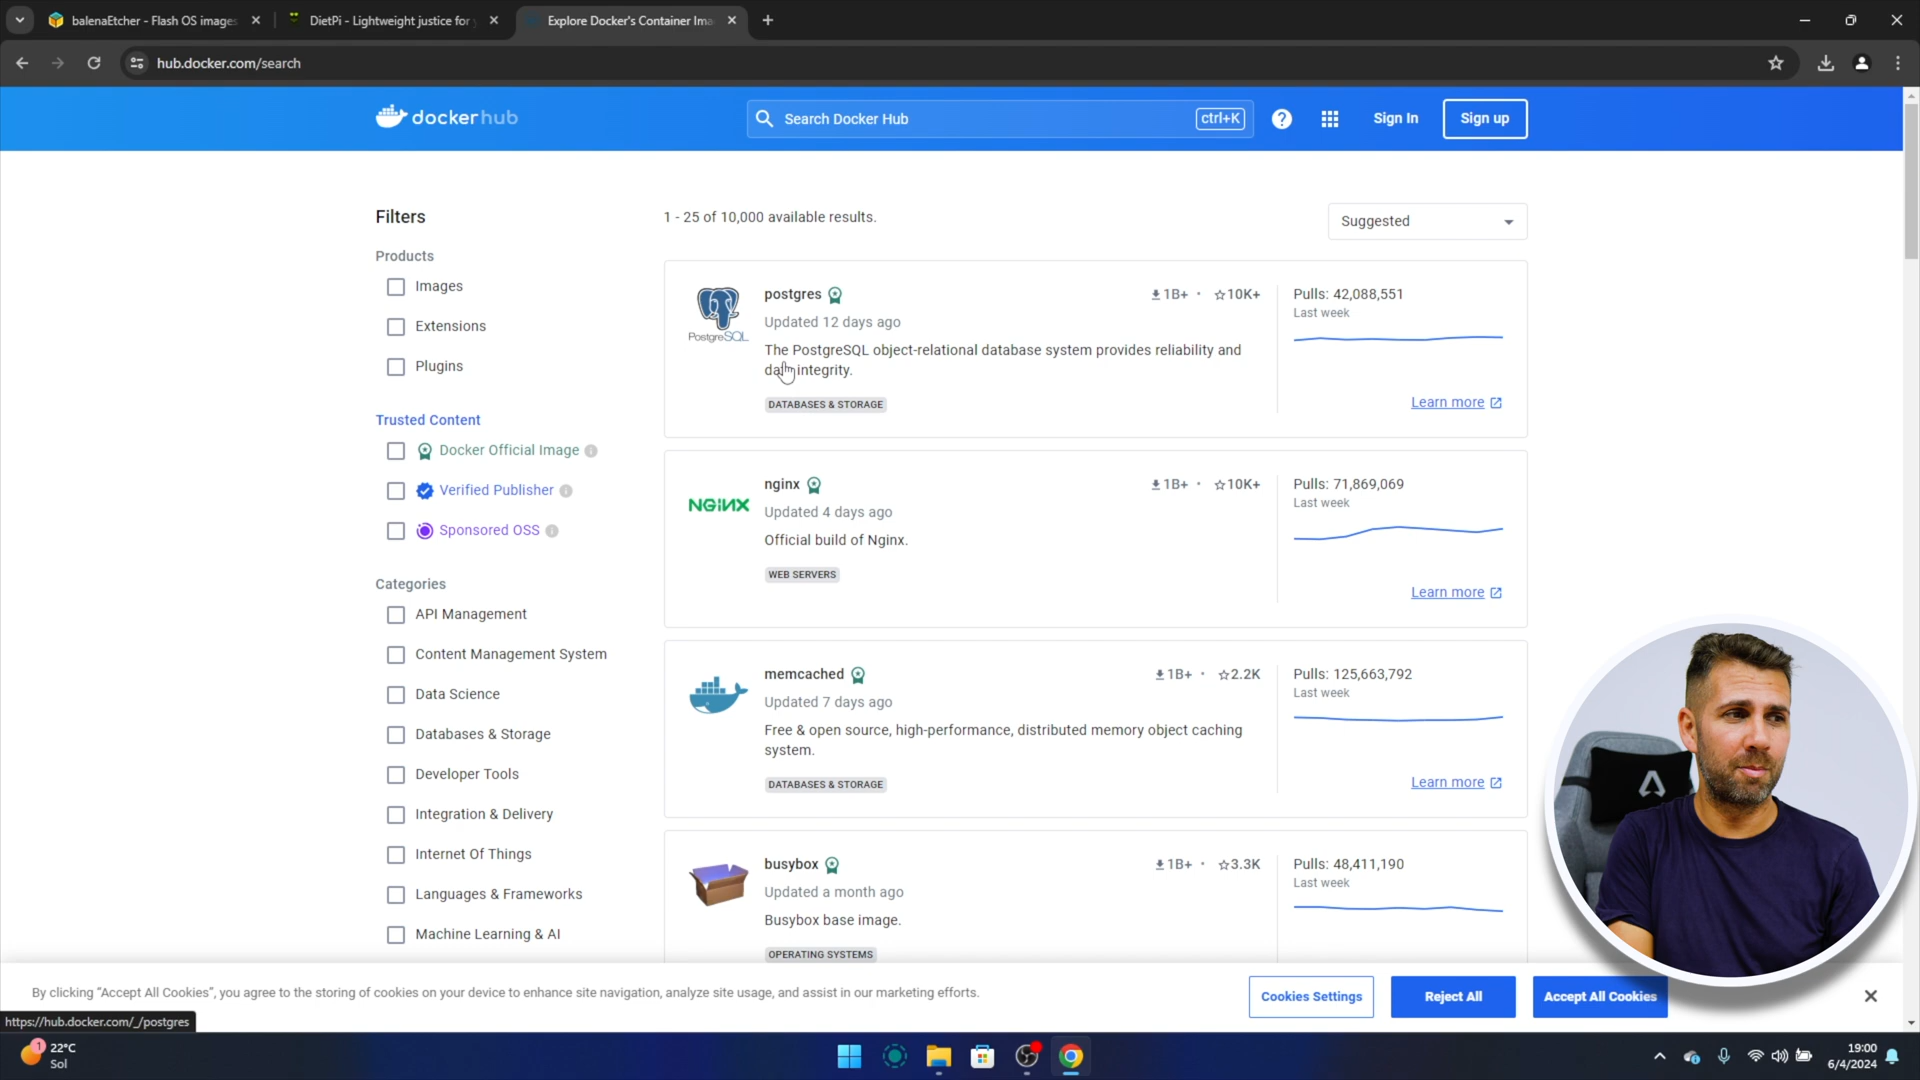 balenaEtcher - Flash OS images
DietPi - Lightweight justice for y
Explore Docker's Container Ima
hub.docker.com/search
dockerhub
Search Docker Hub
ctrl+K
?
Sign In
Sign up
Filters
1 - 25 of 10,000 available results.
Suggested
Products
Images
Extensions
Plugins
Trusted Content
Docker Official Image
Verified Publisher
Sponsored OSS
Categories
API Management
Content Management System
Data Science
Databases & Storage
Developer Tools
Integration & Delivery
Internet Of Things
Languages & Frameworks
Machine Learning & AI
PostgreSQL
postgres
1B+ • 10K+
Updated 12 days ago
The PostgreSQL object-relational database system provides reliability and
data integrity.
DATABASES & STORAGE
Pulls: 42,088,551
Last week
Learn more
NGINX
nginx
1B+ • 10K+
Updated 4 days ago
Official build of Nginx.
WEB SERVERS
Pulls: 71,869,069
Last week
Learn more
memcached
1B+ • 2.2K
Updated 7 days ago
Free & open source, high-performance, distributed memory object caching
system.
DATABASES & STORAGE
Pulls: 125,663,792
Last week
Learn more
busybox
1B+ • 3.3K
Updated a month ago
Busybox base image.
OPERATING SYSTEMS
Pulls: 48,411,190
Last week
By clicking “Accept All Cookies”, you agree to the storing of cookies on your device to enhance site navigation, analyze site usage, and assist in our marketing efforts.
Cookies Settings
Reject All
Accept All Cookies
https://hub.docker.com/_/postgres
1
22°C
Sol
19:00
6/4/2024